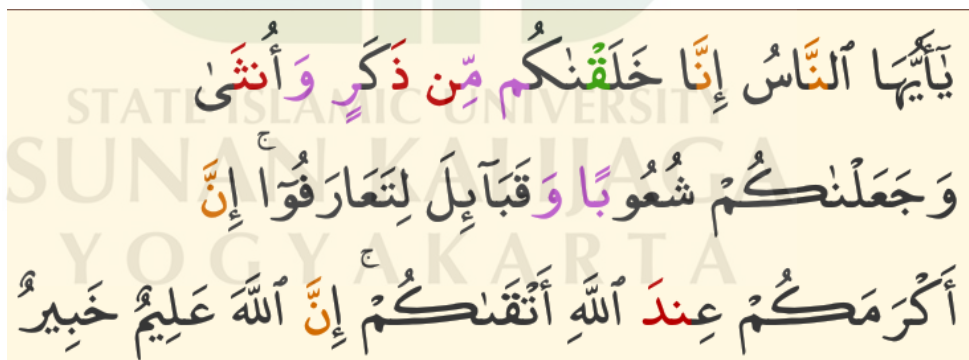 يَٰٓأَيُّهَا ٱلنَّاسُ إِنَّا خَلَقْنَٰكُم مِّن ذَكَرٍ وَأُنثَىٰ
STATE ISLAMIC UNIVERSITY
وَجَعَلْنَٰكُمْ شُعُوبًا وَقَبَآئِلَ لِتَعَارَفُوٓا۟ ۚ إِنَّ
SUNAN KALIJAGA
أَكْرَمَكُمْ عِندَ ٱللَّهِ أَتْقَىٰكُمْ ۚ إِنَّ ٱللَّهَ عَلِيمٌ خَبِيرٌ
YOGYAKARTA